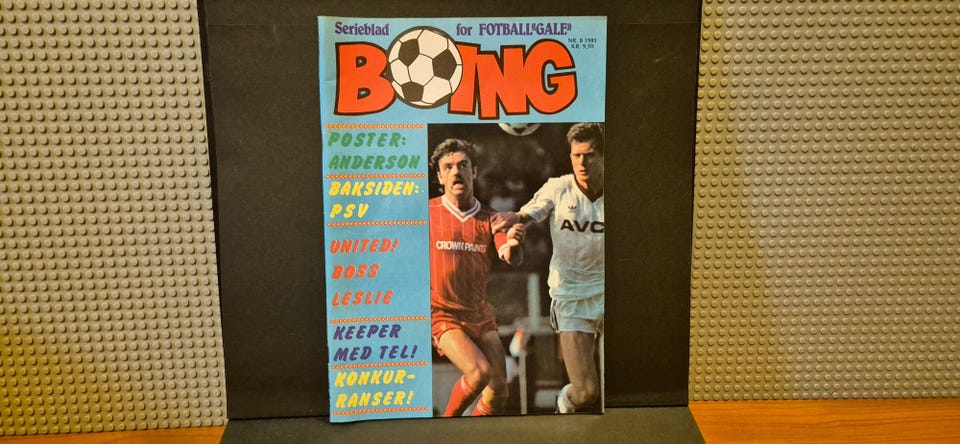 Serieblad for FOTBALL«GALE»
BOING
NR. 8 1985
KR. 9,50
POSTER:
ANDERSON
BAKSIDEN:
PSV
UNITED!
BOSS
LESLIE
KEEPER
MED TEL!
KONKUR-
RANSER!
CROWN PAINTS
AVC